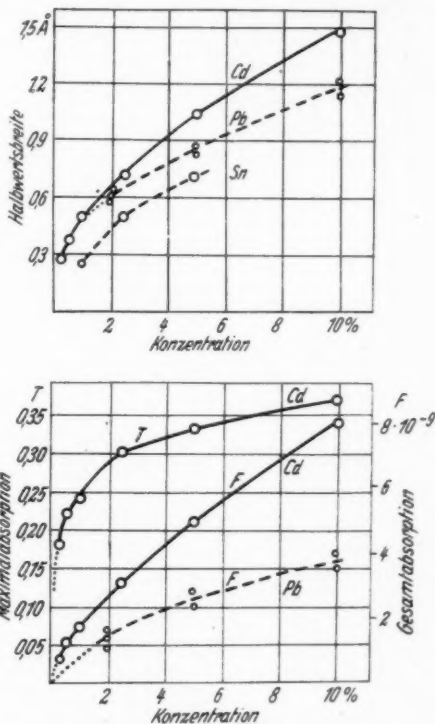 1,5 Å
1,2
0,9
0,6
0,3
Halbwertsbreite
Cd
Pb
Sn
2 4 6 8 10%
Konzentration
T
0,35
0,30
0,25
0,20
0,15
0,10
0,05
Maximalabsorption
T
Cd
F
Cd
F
Pb
F
8·10⁻⁹
6
4
2
Gesamtabsorption
2 4 6 8 10%
Konzentration